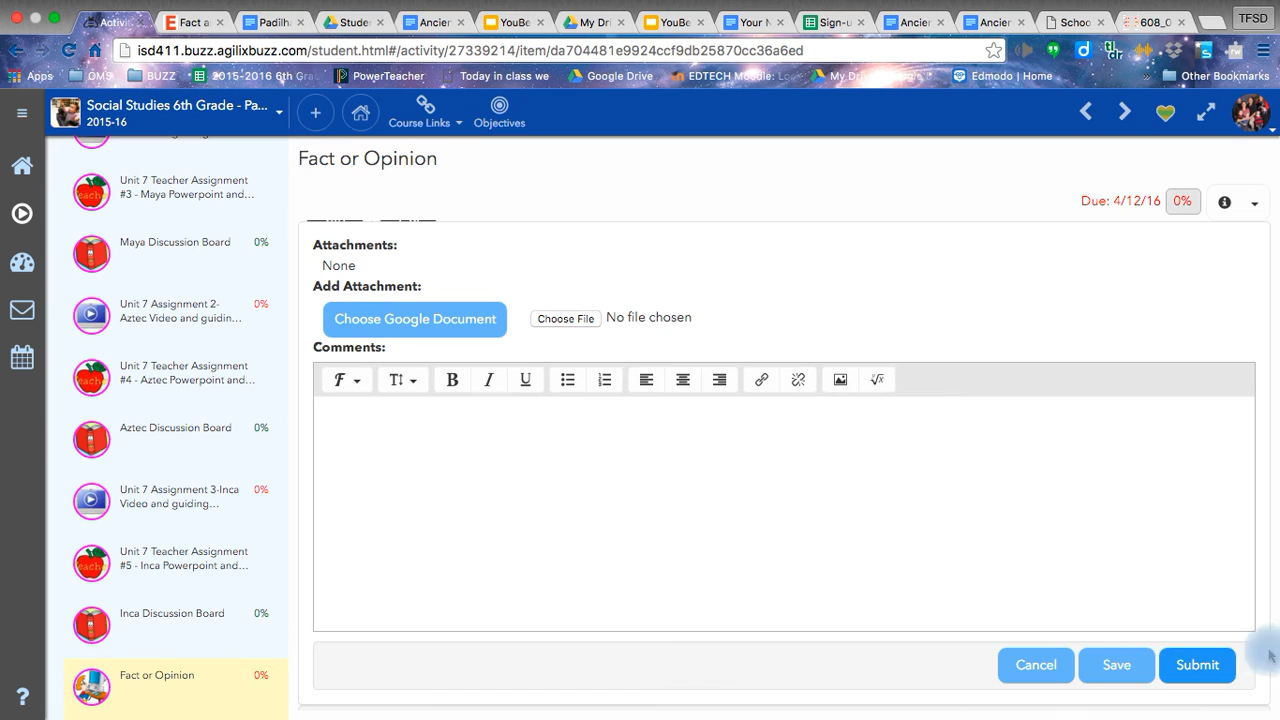 Activi
Fact a
Padilh
Stude
Ancier
YouBe
My Dri
YouBe
Your N
Sign-u
Ancier
Ancier
Schoo
608_0
TFSD
isd411.buzz.agilixbuzz.com/student.html#/activity/27339214/item/da704481e9924ccf9db25870cc36a6ed
Apps
GMS
BUZZ
2015-2016 6th Gra
PowerTeacher
Today in class we
Google Drive
EDTECH Moodle: Lo
My Drive
Edmodo | Home
»
Other Bookmarks
Social Studies 6th Grade - Pa...
2015-16
Course Links
Objectives
Unit 7 Teacher Assignment
#3 - Maya Powerpoint and...
Maya Discussion Board 0%
Unit 7 Assignment 2- 0%
Aztec Video and guidin...
Unit 7 Teacher Assignment
#4 - Aztec Powerpoint and...
Aztec Discussion Board 0%
Unit 7 Assignment 3-Inca 0%
Video and guiding...
Unit 7 Teacher Assignment
#5 - Inca Powerpoint and...
Inca Discussion Board 0%
Fact or Opinion 0%
?
Fact or Opinion
Due: 4/12/16 0%
Attachments:
None
Add Attachment:
Choose Google Document Choose File No file chosen
Comments:
B I U
Cancel Save Submit